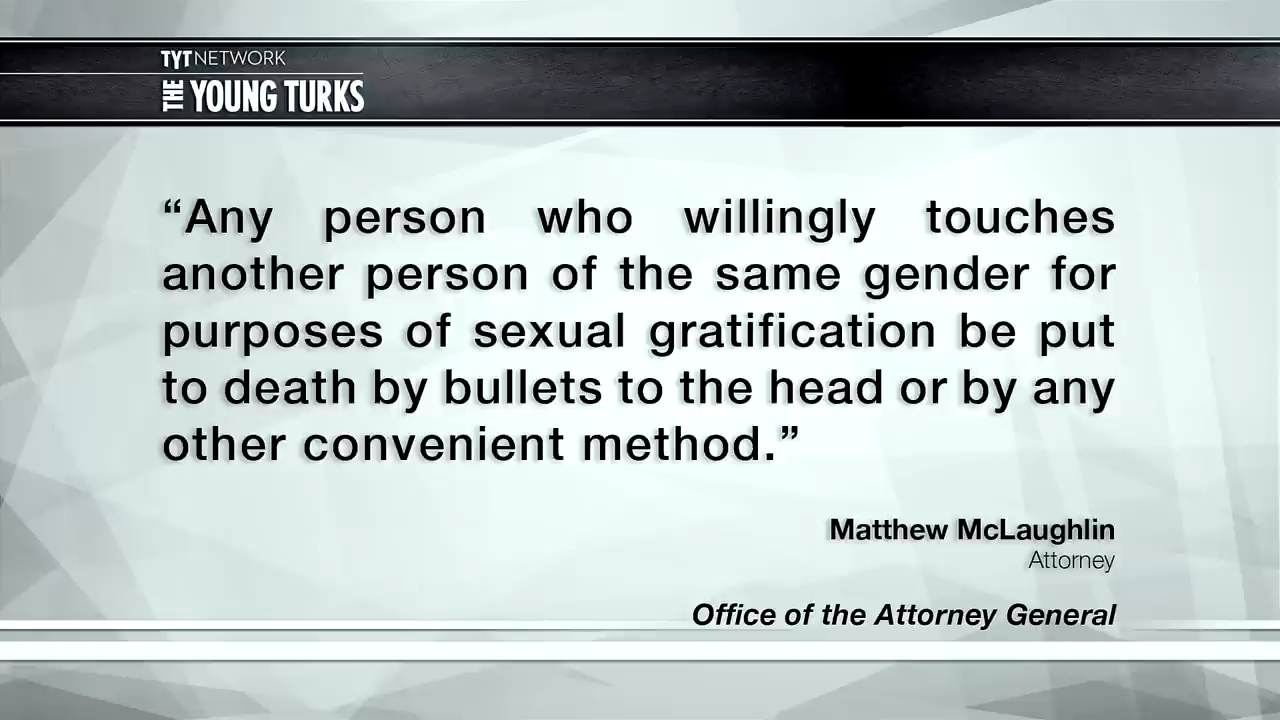 TYT NETWORK
THE YOUNG TURKS
“Any person who willingly touches
another person of the same gender for
purposes of sexual gratification be put
to death by bullets to the head or by any
other convenient method.”
Matthew McLaughlin
Attorney
Office of the Attorney General